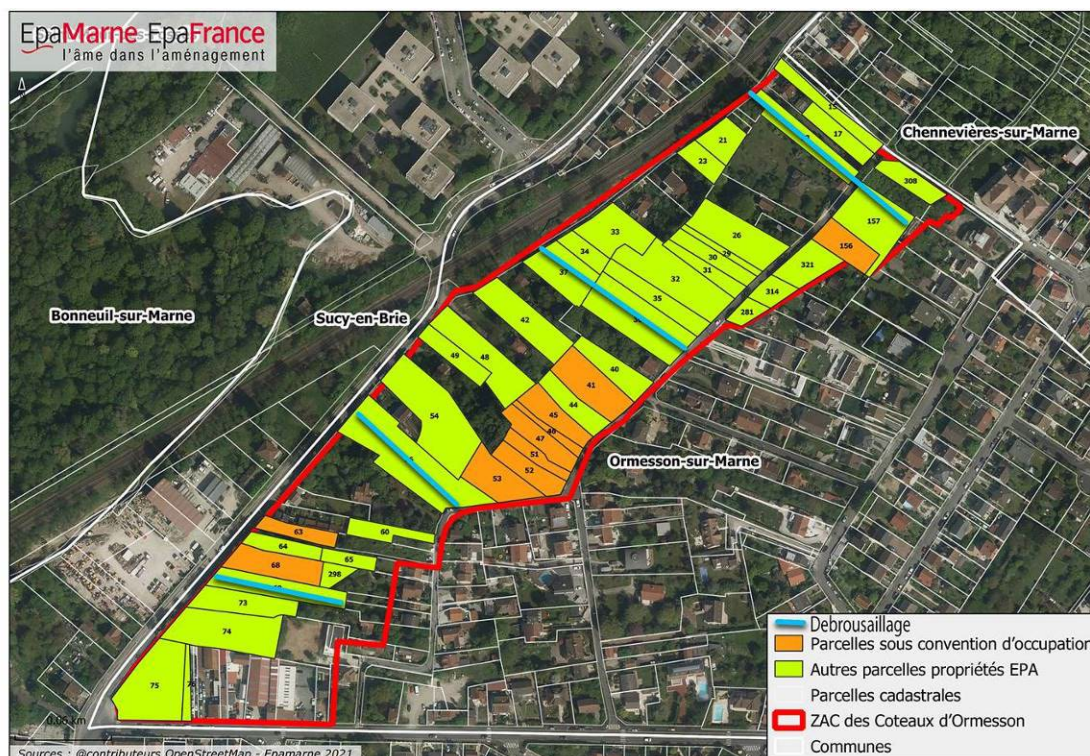 EpaMarne EpaFrance
l'âme dans l'aménagement
Chennevières-sur-Marne
Bonneuil-sur-Marne
Sucy-en-Brie
Ormesson-sur-Marne
17
21
23
308
157
156
26
33
34
37
29
30
31
32
35
321
314
281
42
40
41
44
49
48
45
46
47
51
52
53
54
63
60
64
65
68
298
73
74
75
76
0.05 km
Debrousaillage
Parcelles sous convention d'occupation
Autres parcelles propriétés EPA
Parcelles cadastrales
ZAC des Coteaux d'Ormesson
Communes
Sources : @contributeurs OpenStreetMap - Epamarne 2021